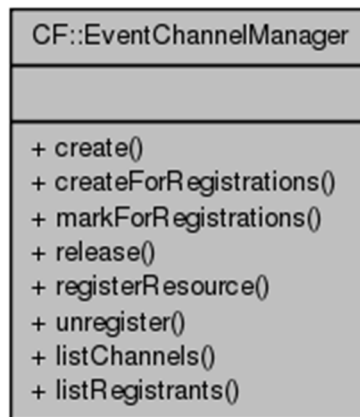 CF::EventChannelManager
+ create()
+ createForRegistrations()
+ markForRegistrations()
+ release()
+ registerResource()
+ unregister()
+ listChannels()
+ listRegistrants()